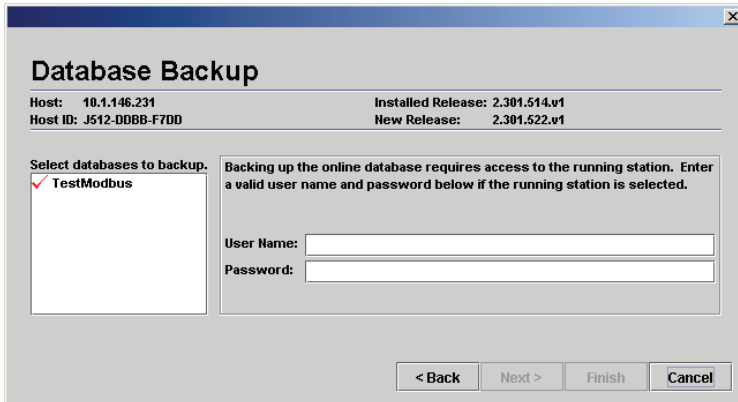 Database Backup
Host: 10.1.146.231 Installed Release: 2.301.514.v1
Host ID: J512-DDBB-F7DD New Release: 2.301.522.v1
Select databases to backup.
TestModbus
Backing up the online database requires access to the running station. Enter
a valid user name and password below if the running station is selected.
User Name:
Password:
< Back Next > Finish Cancel